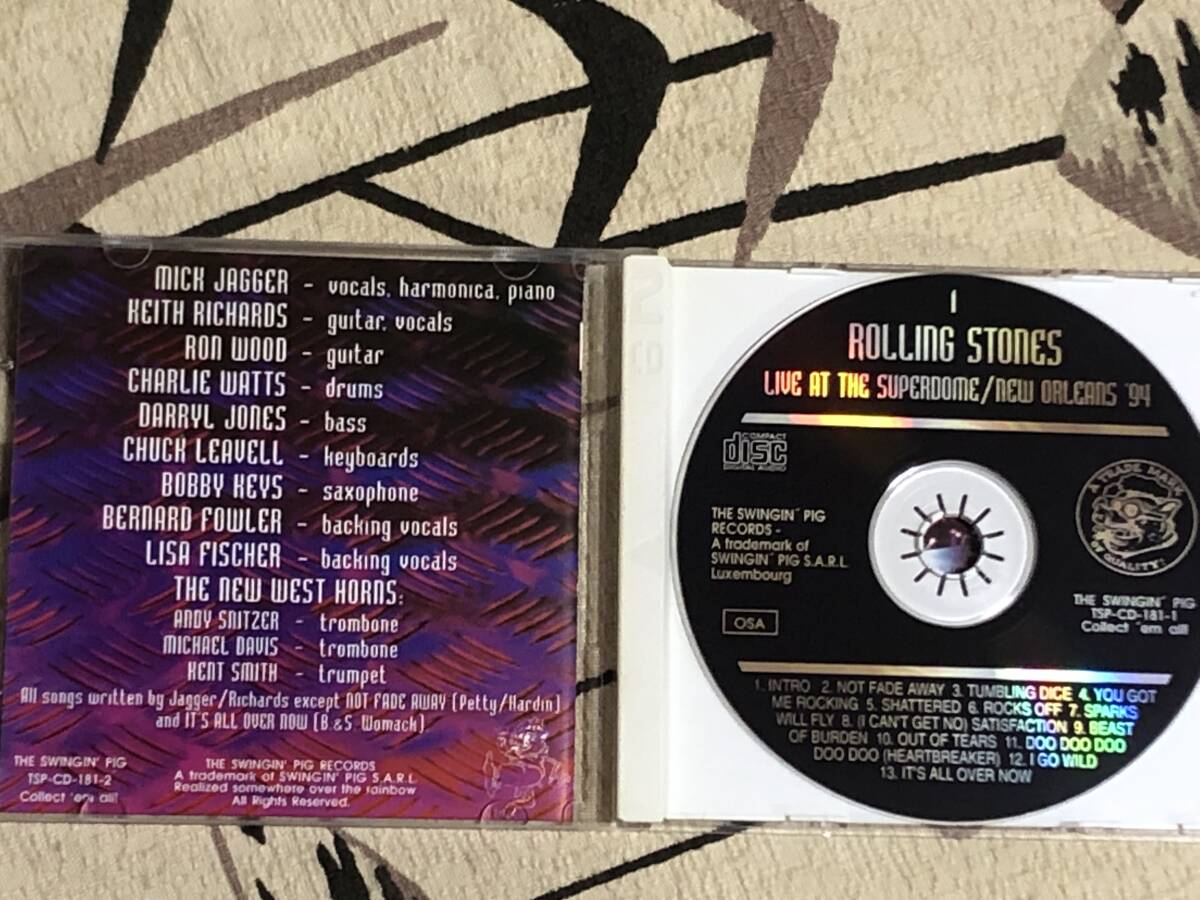 MICK JAGGER - vocals, harmonica, piano
KEITH RICHARDS - guitar, vocals
RON WOOD - guitar
CHARLIE WATTS - drums
DARRYL JONES - bass
CHUCK LEAVELL - keyboards
BOBBY KEYS - saxophone
BERNARD FOWLER - backing vocals
LISA FISCHER - backing vocals
THE NEW WEST HORNS:
ANDY SNITZER - trombone
MICHAEL DAVIS - trombone
KENT SMITH - trumpet
All songs written by Jagger/Richards except NOT FADE AWAY (Petty/Hardin)
and IT'S ALL OVER NOW (B. & S. Womack)
THE SWINGIN' PIG
TSP-CD-181-2
Collect 'em all!
THE SWINGIN' PIG RECORDS
A trademark of SWINGIN' PIG S.A.R.L.
Realized somewhere over the rainbow
All Rights Reserved.
2
CD
1
ROLLING STONES
LIVE AT THE SUPERDOME/NEW ORLEANS '94
COMPACT
disc
DIGITAL AUDIO
THE SWINGIN' PIG
RECORDS -
A trademark of
SWINGIN' PIG S.A.R.L.
Luxembourg
OSA
A TRADE MARK
OF QUALITY!
THE SWINGIN' PIG
TSP-CD-181-1
Collect 'em all!
1. INTRO 2. NOT FADE AWAY 3. TUMBLING DICE 4. YOU GOT
ME ROCKING 5. SHATTERED 6. ROCKS OFF 7. SPARKS
WILL FLY 8. (I CAN'T GET NO) SATISFACTION 9. BEAST
OF BURDEN 10. OUT OF TEARS 11. DOO DOO DOO
DOO DOO (HEARTBREAKER) 12. I GO WILD
13. IT'S ALL OVER NOW